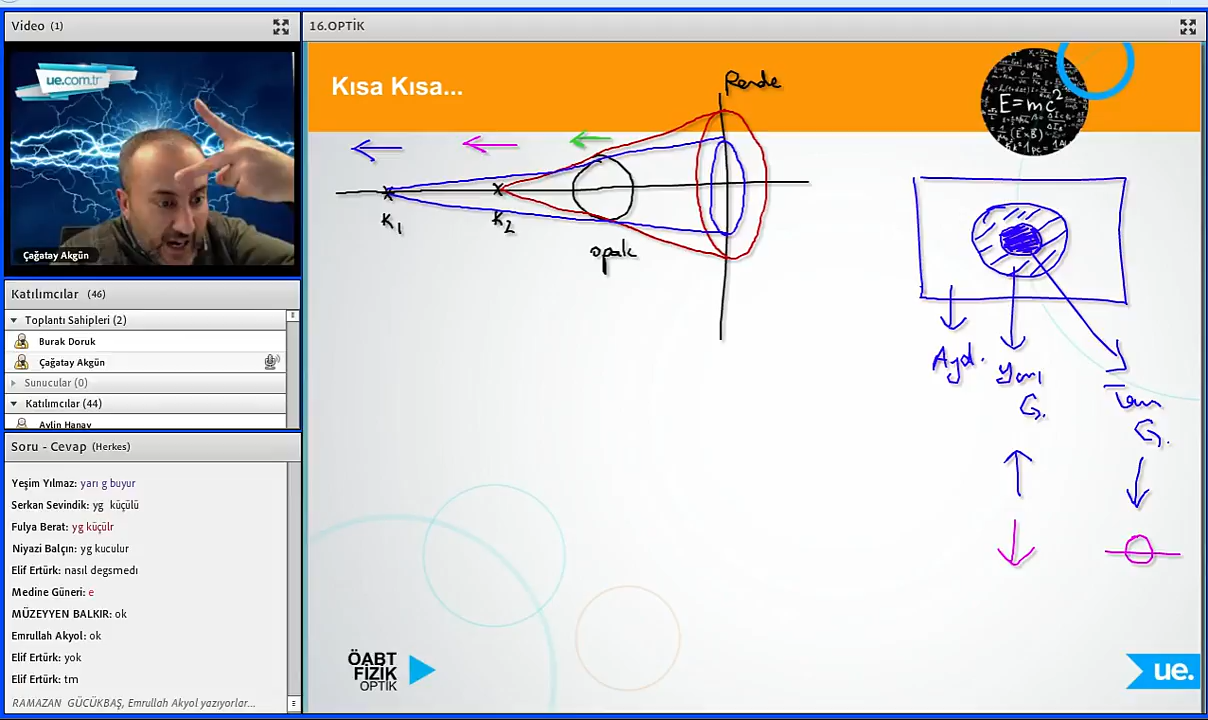 Video (1)
ue.com.tr
Çağatay Akgün
Katılımcılar (46)
Toplantı Sahipleri (2)
Burak Doruk
Çağatay Akgün
Sunucular (0)
Katılımcılar (44)
Aylin Hanay
Soru - Cevap (Herkes)
Yeşim Yılmaz: yarı g buyur
Serkan Sevindik: yg küçülü
Fulya Berat: yg küçülr
Niyazi Balçın: yg kuculur
Elif Ertürk: nasıl degsmedı
Medine Güneri: e
MÜZEYYEN BALKIR: ok
Emrullah Akyol: ok
Elif Ertürk: yok
Elif Ertürk: tm
RAMAZAN GÜCÜKBAŞ, Emrullah Akyol yazıyorlar...
16.OPTİK
Kısa Kısa...
Perde
K1
K2
opak
E=mc²
Ayd.
Yarı
G.
Tam
G.
ÖABT
FİZİK
OPTİK
ue.